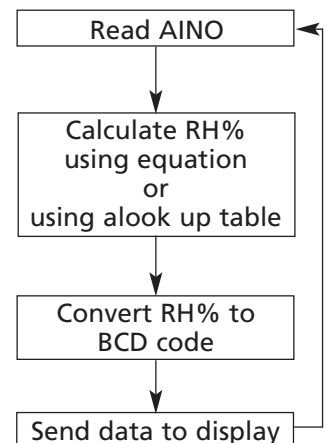 Read AINO
Calculate RH%
using equation
or
using alook up table
Convert RH% to
BCD code
Send data to display